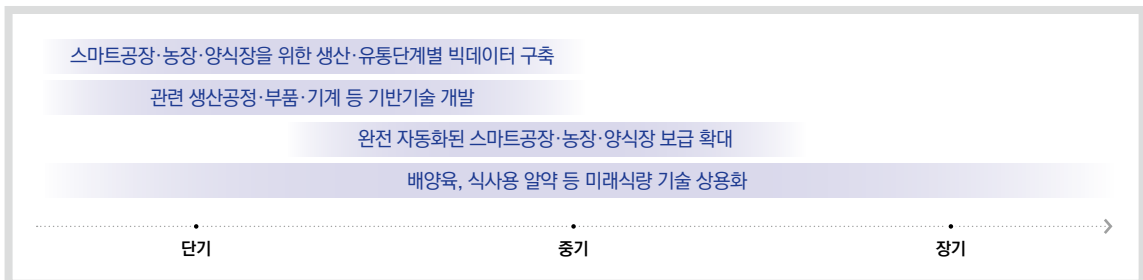 스마트공장·농장·양식장을 위한 생산·유통단계별 빅데이터 구축
관련 생산공정·부품·기계 등 기반기술 개발
완전 자동화된 스마트공장·농장·양식장 보급 확대
배양육, 식사용 알약 등 미래식량 기술 상용화
단기 중기 장기